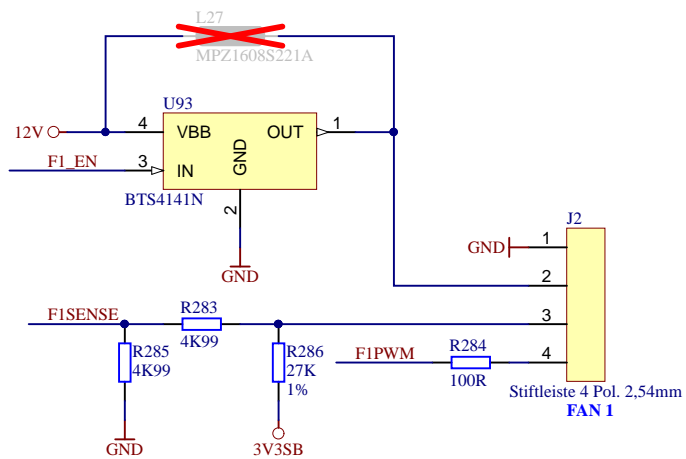 L27
MPZ1608S221A
U93
12V
4
VBB
OUT
1
F1_EN
3
IN
GND
BTS4141N
2
GND
J2
GND
1
2
F1SENSE
R283
4K99
3
R285
4K99
R286
27K
1%
F1PWM
R284
100R
4
Stiftleiste 4 Pol. 2,54mm
FAN 1
GND
3V3SB